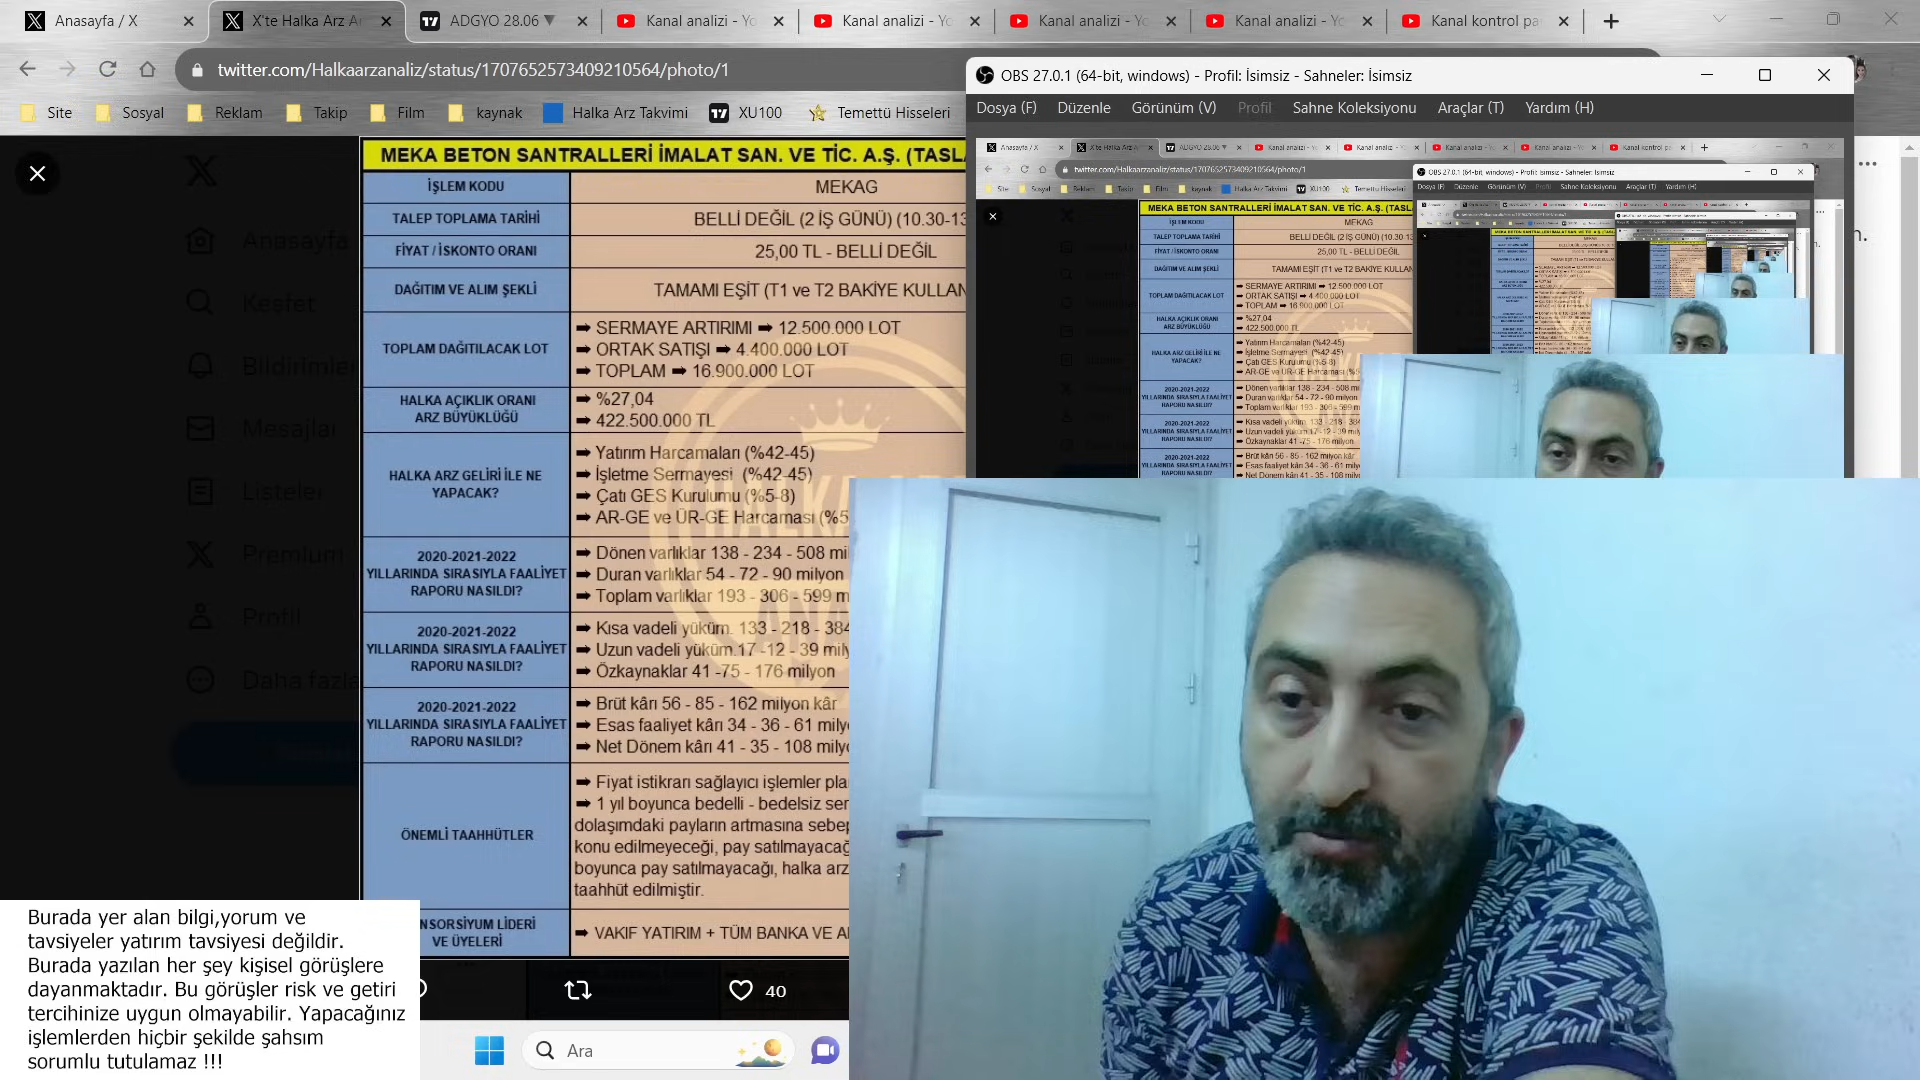 Anasayfa / X
X'te Halka Arz A
ADGYO 28.06 ▼
Kanal analizi - Yo
Kanal analizi - Yo
Kanal analizi - Yo
Kanal analizi - Yo
Kanal kontrol pa
twitter.com/Halkaarzanaliz/status/1707652573409210564/photo/1
Site
Sosyal
Reklam
Takip
Film
kaynak
Halka Arz Takvimi
XU100
Temettü Hisseleri
OBS 27.0.1 (64-bit, windows) - Profil: İsimsiz - Sahneler: İsimsiz
Dosya (F)
Düzenle
Görünüm (V)
Profil
Sahne Koleksiyonu
Araçlar (T)
Yardım (H)
Anasayfa
Keşfet
Bildirimler
Mesajlar
Listeler
Premium
Profil
Daha fazla
MEKA BETON SANTRALLERİ İMALAT SAN. VE TİC. A.Ş. (TASLA
İŞLEM KODU
MEKAG
TALEP TOPLAMA TARİHİ
BELLİ DEĞİL (2 İŞ GÜNÜ) (10.30-13
FİYAT / İSKONTO ORANI
25,00 TL - BELLİ DEĞİL
DAĞITIM VE ALIM ŞEKLİ
TAMAMI EŞİT (T1 ve T2 BAKİYE KULLAN
TOPLAM DAĞITILACAK LOT
➡ SERMAYE ARTIRIMI ➡ 12.500.000 LOT
➡ ORTAK SATIŞI ➡ 4.400.000 LOT
➡ TOPLAM ➡ 16.900.000 LOT
HALKA AÇIKLIK ORANI
ARZ BÜYÜKLÜĞÜ
➡ %27,04
➡ 422.500.000 TL
HALKA ARZ GELİRİ İLE NE
YAPACAK?
➡ Yatırım Harcamaları (%42-45)
➡ İşletme Sermayesi (%42-45)
➡ Çatı GES Kurulumu (%5-8)
➡ AR-GE ve ÜR-GE Harcaması (%5
2020-2021-2022
YILLARINDA SIRASIYLA FAALİYET
RAPORU NASILDI?
➡ Dönen varlıklar 138 - 234 - 508 mil
➡ Duran varlıklar 54 - 72 - 90 milyon
➡ Toplam varlıklar 193 - 306 - 599 m
2020-2021-2022
YILLARINDA SIRASIYLA FAALİYET
RAPORU NASILDI?
➡ Kısa vadeli yüküm. 133 - 218 - 384
➡ Uzun vadeli yüküm.17 -12 - 39 mily
➡ Özkaynaklar 41 -75 - 176 milyon
2020-2021-2022
YILLARINDA SIRASIYLA FAALİYET
RAPORU NASILDI?
➡ Brüt kârı 56 - 85 - 162 milyon kâr
➡ Esas faaliyet kârı 34 - 36 - 61 mily
➡ Net Dönem kârı 41 - 35 - 108 milyo
ÖNEMLİ TAAHHÜTLER
➡ Fiyat istikrarı sağlayıcı işlemler plan
➡ 1 yıl boyunca bedelli - bedelsiz ser
dolaşımdaki payların artmasına sebep
konu edilmeyeceği, pay satılmayacağ
boyunca pay satılmayacağı, halka arz
taahhüt edilmiştir.
NSORSİYUM LİDERİ
VE ÜYELERİ
➡ VAKIF YATIRIM + TÜM BANKA VE A
40
Burada yer alan bilgi,yorum ve
tavsiyeler yatırım tavsiyesi değildir.
Burada yazılan her şey kişisel görüşlere
dayanmaktadır. Bu görüşler risk ve getiri
tercihinize uygun olmayabilir. Yapacağınız
işlemlerden hiçbir şekilde şahsım
sorumlu tutulamaz !!!
Ara